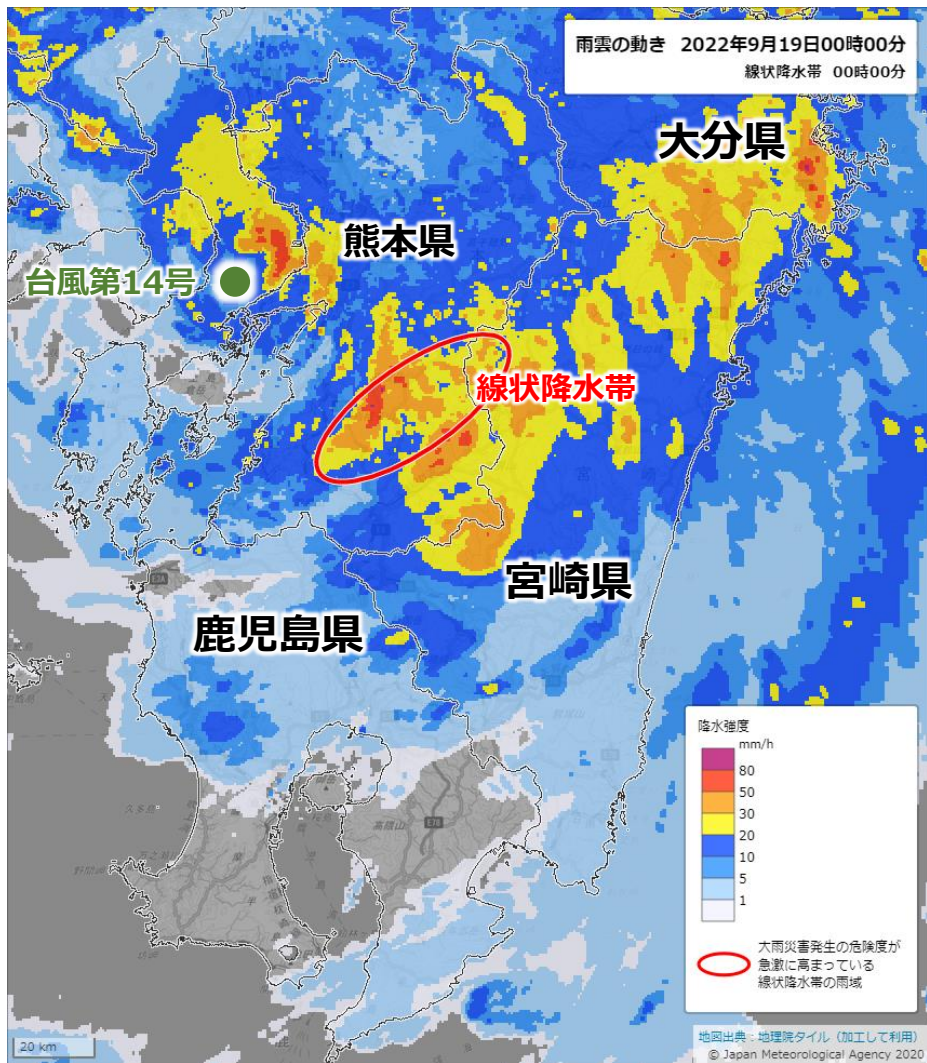 雨雲の動き 2022年9月19日00時00分
線状降水帯 00時00分
大分県
熊本県
台風第14号
線状降水帯
宮崎県
鹿児島県
降水強度
mm/h
80
50
30
20
10
5
1
大雨災害発生の危険度が
急激に高まっている
線状降水帯の雨域
E3A
高隈山
E78
20 km
地図出典：地理院タイル（加工して利用）
© Japan Meteorological Agency 2020